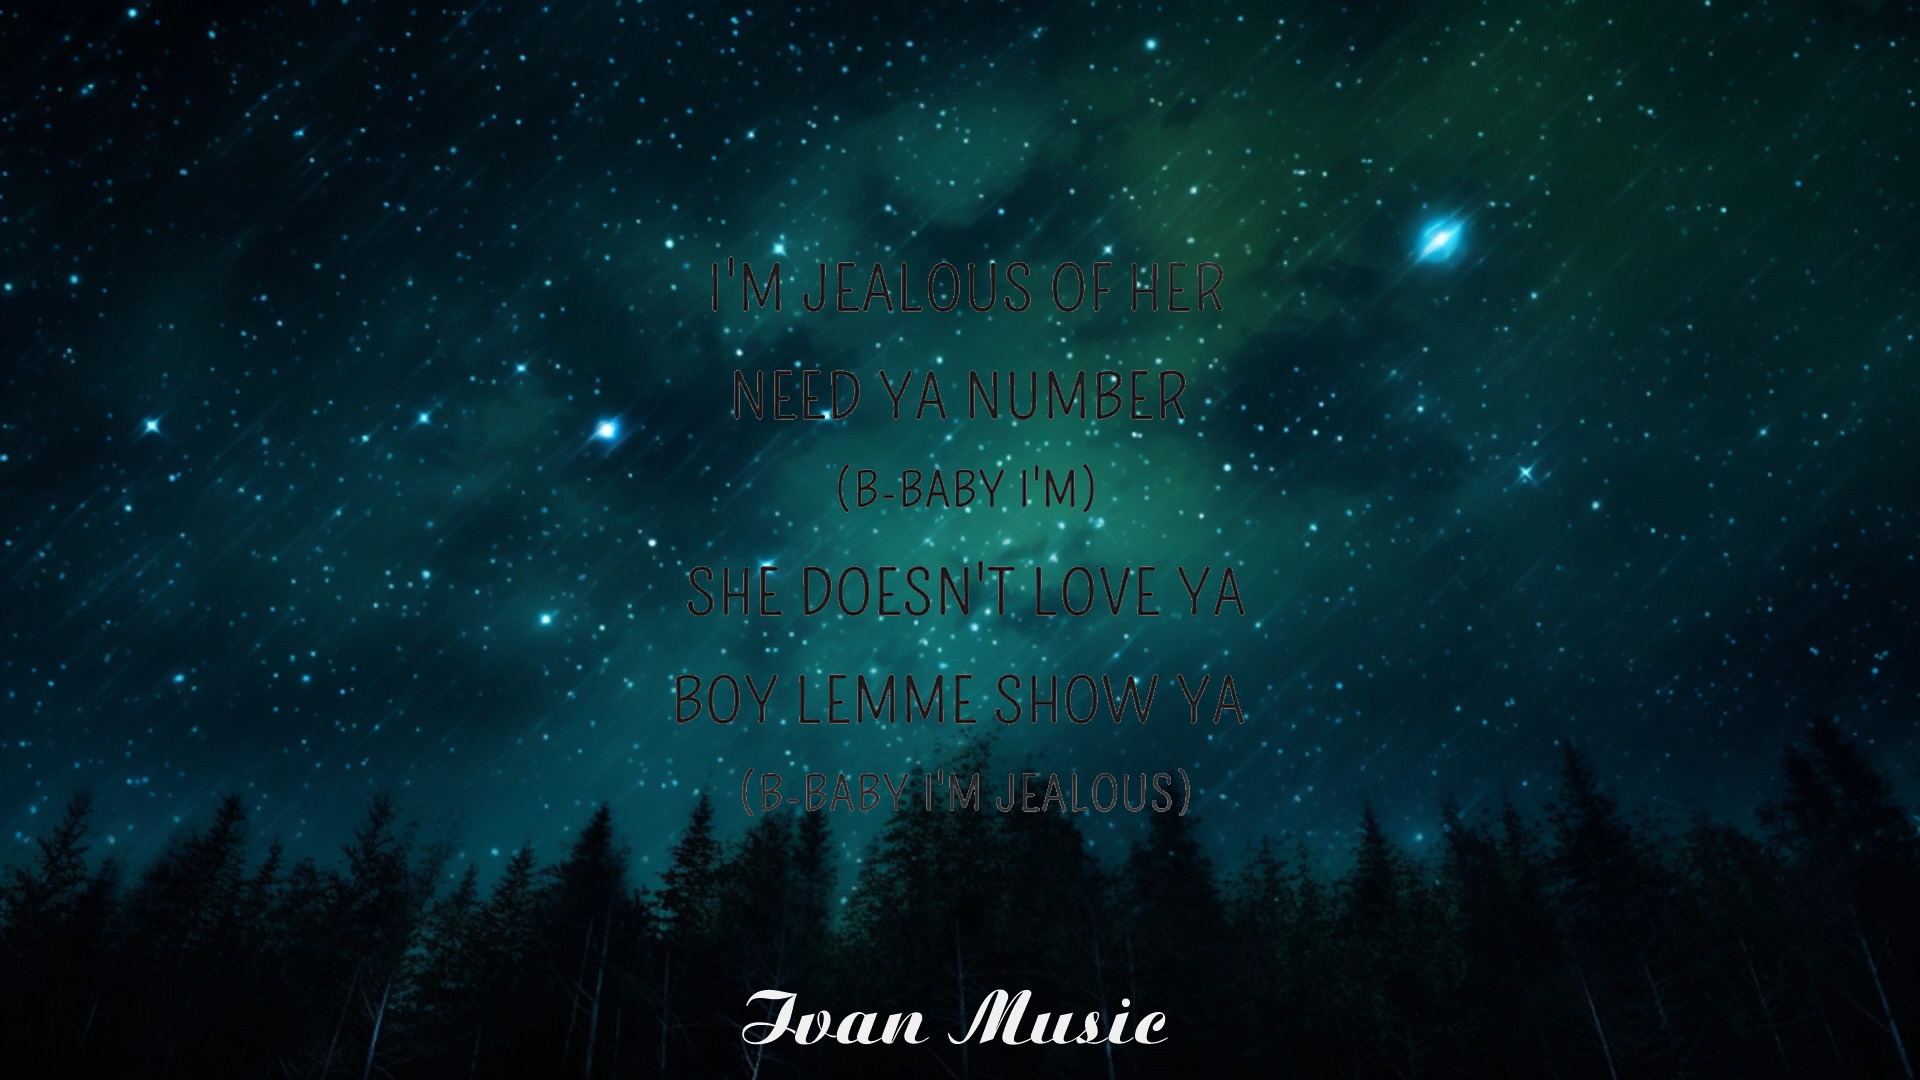 I'M JEALOUS OF HER
NEED YA NUMBER
(B-BABY I'M)
SHE DOESN'T LOVE YA
BOY LEMME SHOW YA
(B-BABY I'M JEALOUS)
Ivan Music